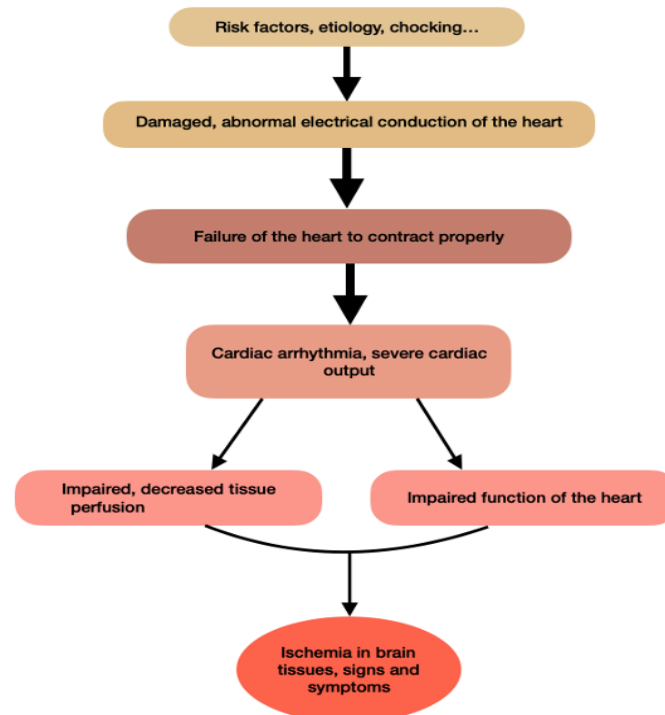 Risk factors, etiology, chocking...
Damaged, abnormal electrical conduction of the heart
Failure of the heart to contract properly
Cardiac arrhythmia, severe cardiac
output
Impaired, decreased tissue
perfusion
Impaired function of the heart
Ischemia in brain
tissues, signs and
symptoms